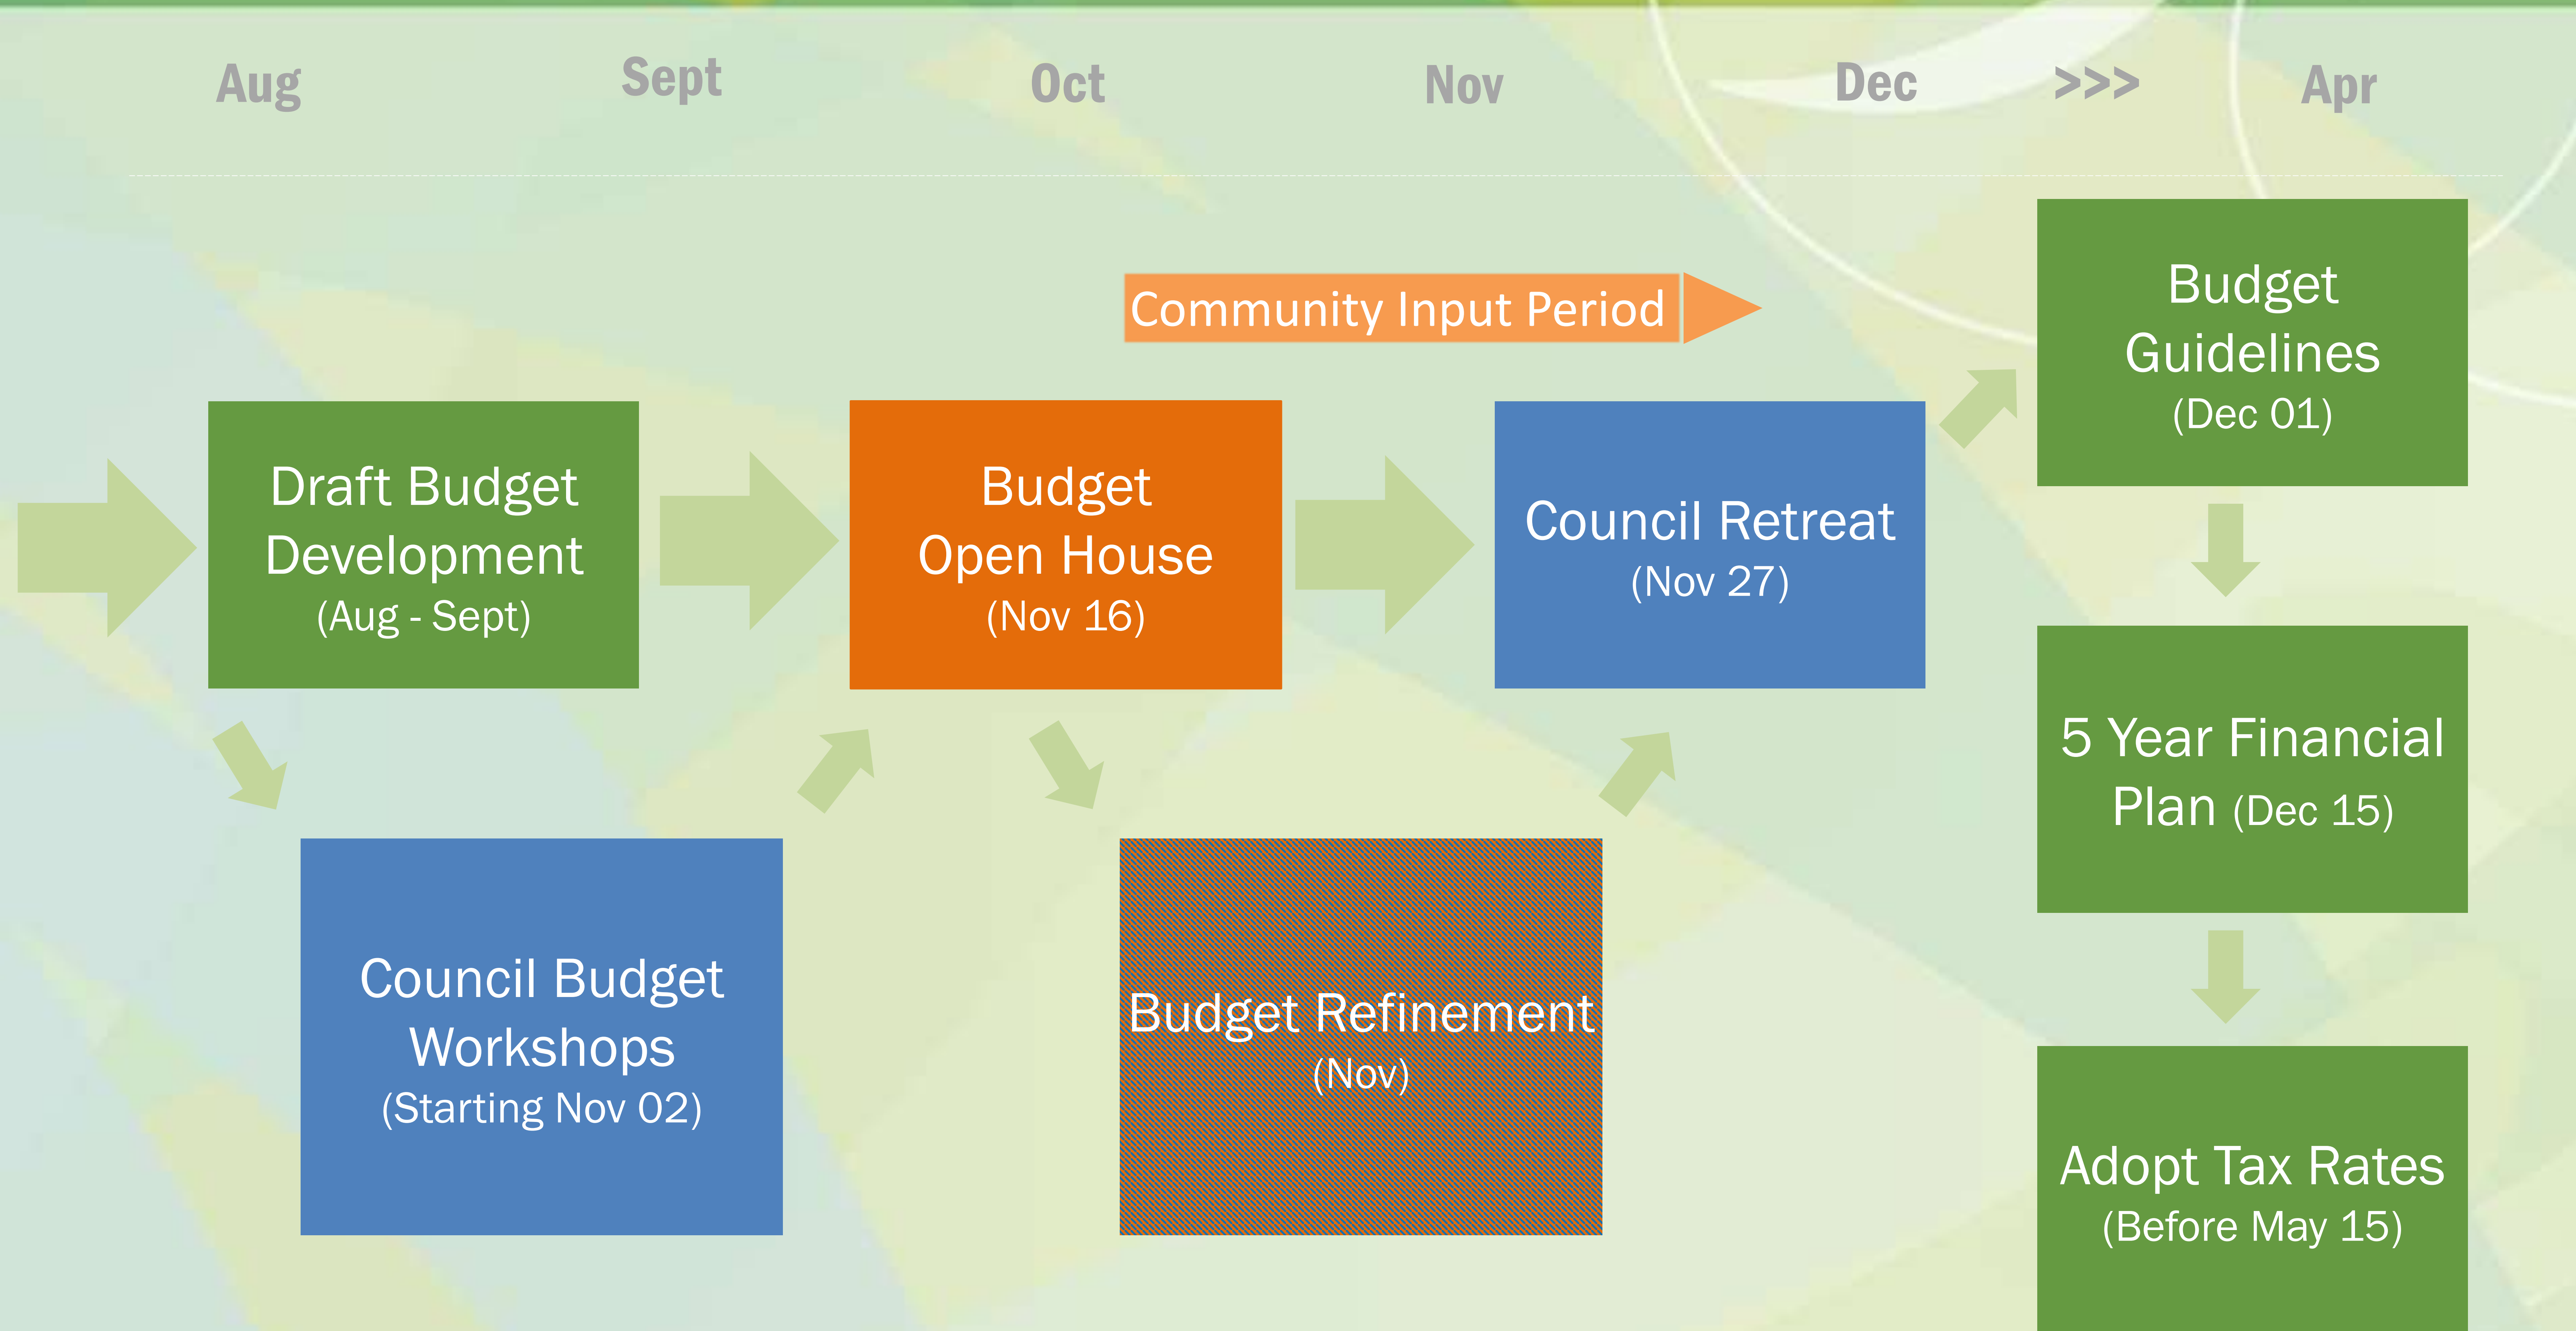 Aug Sept Oct Nov Dec >>> Apr
Community Input Period
Draft Budget
Development
(Aug - Sept)
Budget
Open House
(Nov 16)
Council Retreat
(Nov 27)
Budget
Guidelines
(Dec 01)
5 Year Financial
Plan (Dec 15)
Council Budget
Workshops
(Starting Nov 02)
Budget Refinement
(Nov)
Adopt Tax Rates
(Before May 15)